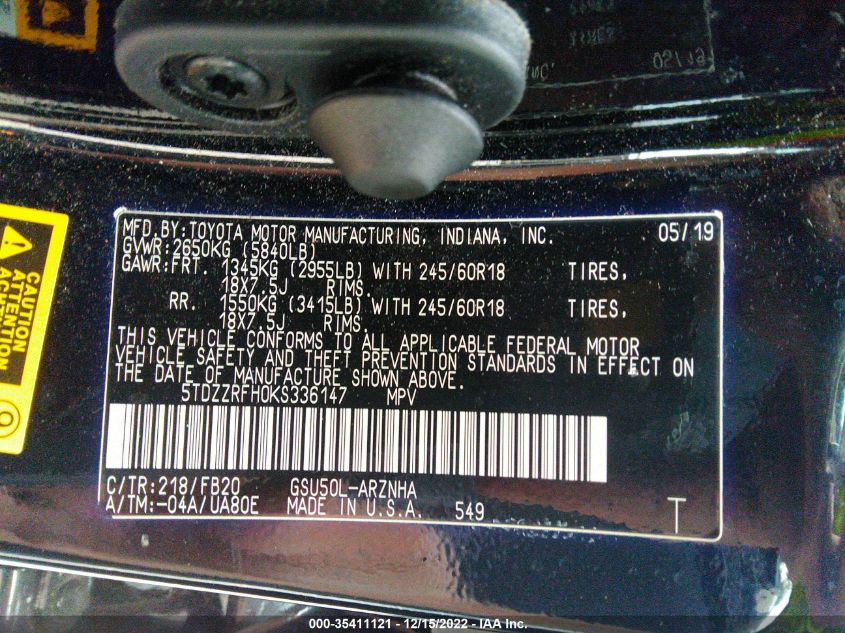 MFD.BY:TOYOTA MOTOR MANUFACTURING, INDIANA, INC. 05/19
GVWR:2650KG (5840LB)
GAWR:FRT. 1345KG (2955LB) WITH 245/60R18 TIRES,
18X7.5J RIMS.
RR. 1550KG (3415LB) WITH 245/60R18 TIRES,
18X7.5J RIMS.
THIS VEHICLE CONFORMS TO ALL APPLICABLE FEDERAL MOTOR
VEHICLE SAFETY AND THEFT PREVENTION STANDARDS IN EFFECT ON
THE DATE OF MANUFACTURE SHOWN ABOVE.
5TDZZRFH0KS336147 MPV
C/TR:218/FB20 GSU50L-ARZNHA
A/TM:-04A/UA80E MADE IN U.S.A. 549 T
CAUTION
ATTENTION
000-35411121 - 12/15/2022 - IAA Inc.